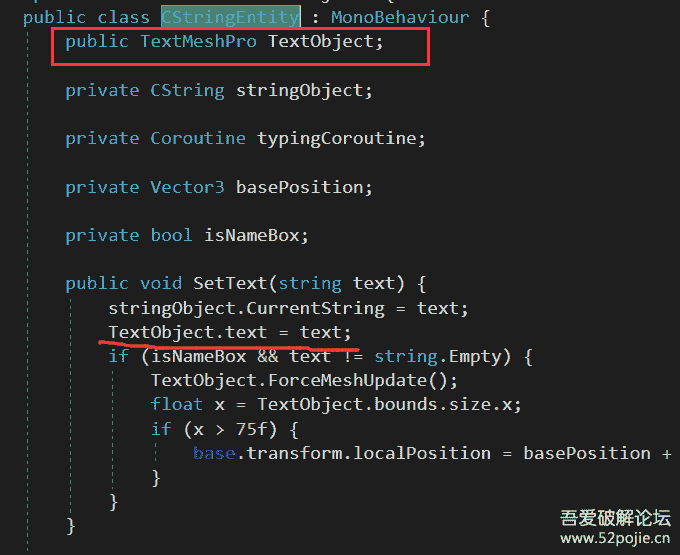 public class CStringEntity : MonoBehaviour {
public TextMeshPro TextObject;
private CString stringObject;
private Coroutine typingCoroutine;
private Vector3 basePosition;
private bool isNameBox;
public void SetText(string text) {
stringObject.CurrentString = text;
TextObject.text = text;
if (isNameBox && text != string.Empty) {
TextObject.ForceMeshUpdate();
float x = TextObject.bounds.size.x;
if (x > 75f) {
base.transform.localPosition = basePosition +
}
}
}
吾爱破解论坛
www.52pojie.cn